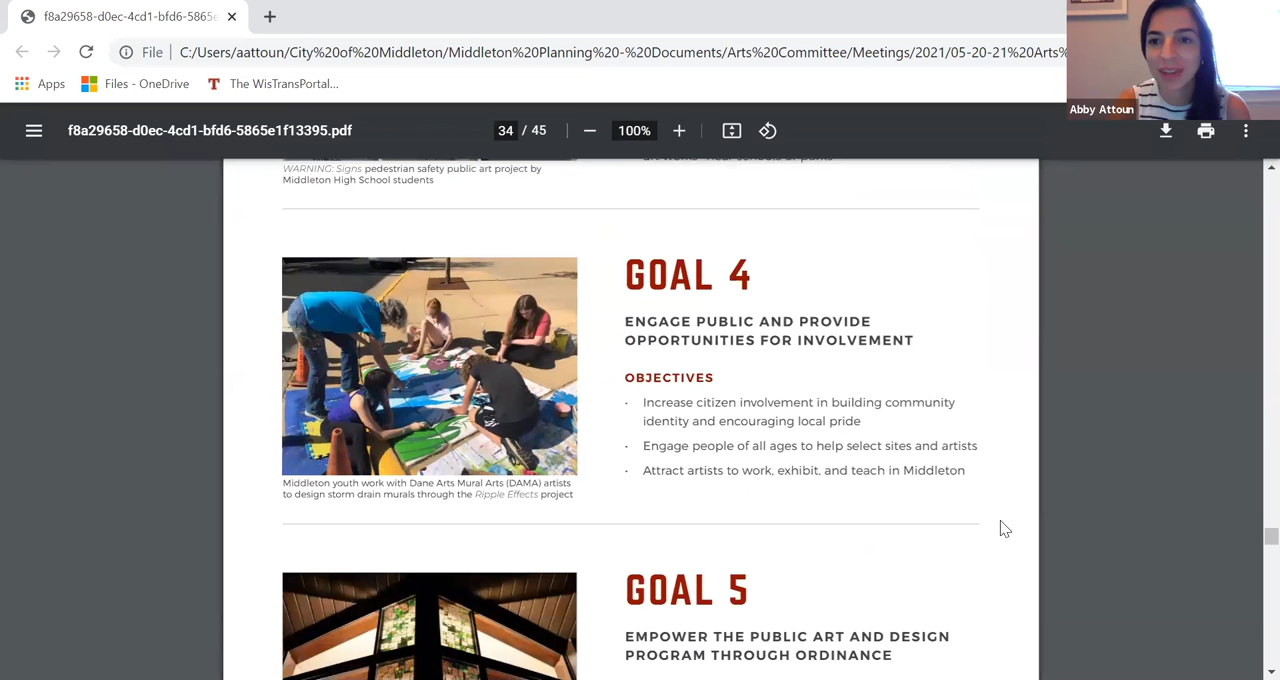 f8a29658-d0ec-4cd1-bfd6-5865e
File C:/Users/aattoun/City%20of%20Middleton/Middleton%20Planning%20-%20Documents/Arts%20Committee/Meetings/2021/05-20-21%20Arts%
Apps Files - OneDrive The WisTransPortal...
Abby Attoun
f8a29658-d0ec-4cd1-bfd6-5865e1f13395.pdf 34 / 45 100%
WARNING: Signs pedestrian safety public art project by
Middleton High School students
GOAL 4
ENGAGE PUBLIC AND PROVIDE
OPPORTUNITIES FOR INVOLVEMENT
OBJECTIVES
· Increase citizen involvement in building community
identity and encouraging local pride
· Engage people of all ages to help select sites and artists
· Attract artists to work, exhibit, and teach in Middleton
Middleton youth work with Dane Arts Mural Arts (DAMA) artists
to design storm drain murals through the Ripple Effects project
GOAL 5
EMPOWER THE PUBLIC ART AND DESIGN
PROGRAM THROUGH ORDINANCE